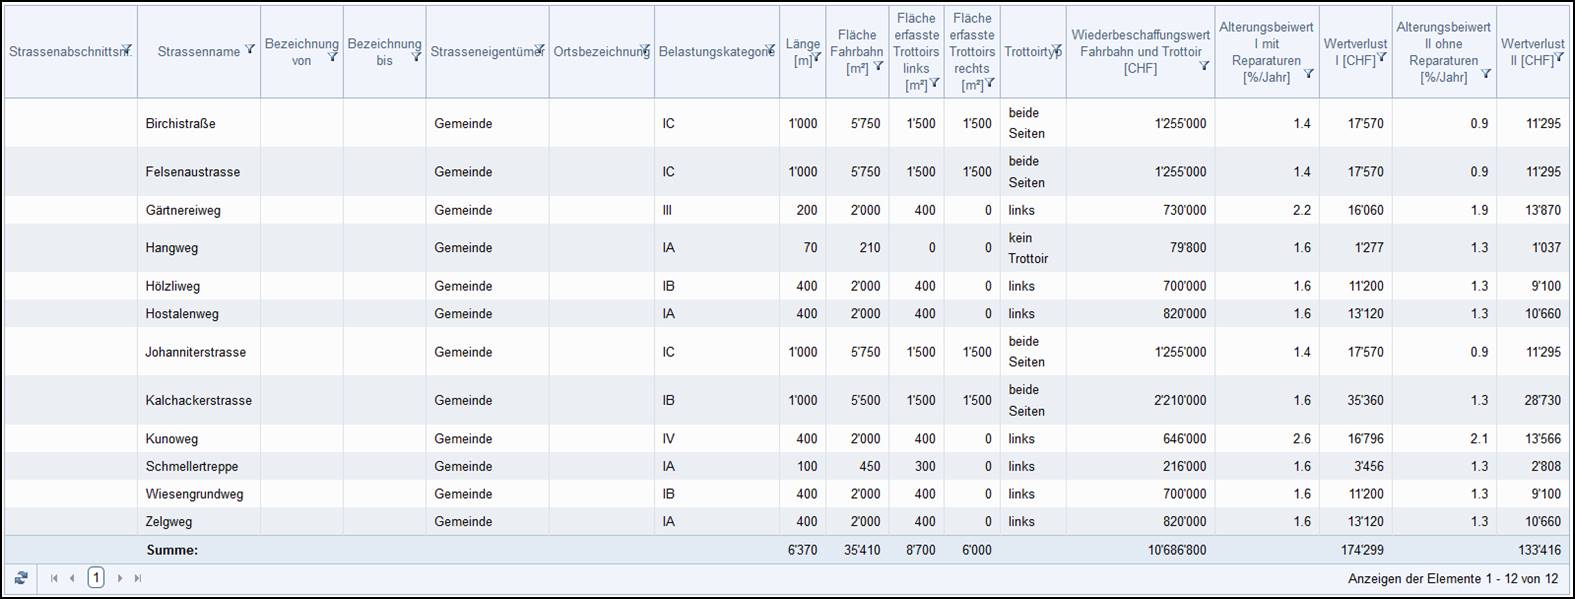 Strassenabschnittsnr. Strassenname Bezeichnung von Bezeichnung bis Strasseneigentümer Ortsbezeichnung Belastungskategorie Länge [m] Fläche Fahrbahn [m²] Fläche erfasste Trottoirs links [m²] Fläche erfasste Trottoirs rechts [m²] Trottoirtyp Wiederbeschaffungswert Fahrbahn und Trottoir [CHF] Alterungsbeiwert I mit Reparaturen [%/Jahr] Wertverlust I [CHF] Alterungsbeiwert II ohne Reparaturen [%/Jahr] Wertverlust II [CHF]
Birchistraße Gemeinde IC 1'000 5'750 1'500 1'500 beide Seiten 1'255'000 1.4 17'570 0.9 11'295
Felsenaustrasse Gemeinde IC 1'000 5'750 1'500 1'500 beide Seiten 1'255'000 1.4 17'570 0.9 11'295
Gärtnereiweg Gemeinde III 200 2'000 400 0 links 730'000 2.2 16'060 1.9 13'870
Hangweg Gemeinde IA 70 210 0 0 kein Trottoir 79'800 1.6 1'277 1.3 1'037
Hölzliweg Gemeinde IB 400 2'000 400 0 links 700'000 1.6 11'200 1.3 9'100
Hostalenweg Gemeinde IA 400 2'000 400 0 links 820'000 1.6 13'120 1.3 10'660
Johanniterstrasse Gemeinde IC 1'000 5'750 1'500 1'500 beide Seiten 1'255'000 1.4 17'570 0.9 11'295
Kalchackerstrasse Gemeinde IB 1'000 5'500 1'500 1'500 beide Seiten 2'210'000 1.6 35'360 1.3 28'730
Kunoweg Gemeinde IV 400 2'000 400 0 links 646'000 2.6 16'796 2.1 13'566
Schmellertreppe Gemeinde IA 100 450 300 0 links 216'000 1.6 3'456 1.3 2'808
Wiesengrundweg Gemeinde IB 400 2'000 400 0 links 700'000 1.6 11'200 1.3 9'100
Zelgweg Gemeinde IA 400 2'000 400 0 links 820'000 1.6 13'120 1.3 10'660
Summe: 6'370 35'410 8'700 6'000 10'686'800 174'299 133'416
1 Anzeigen der Elemente 1 - 12 von 12